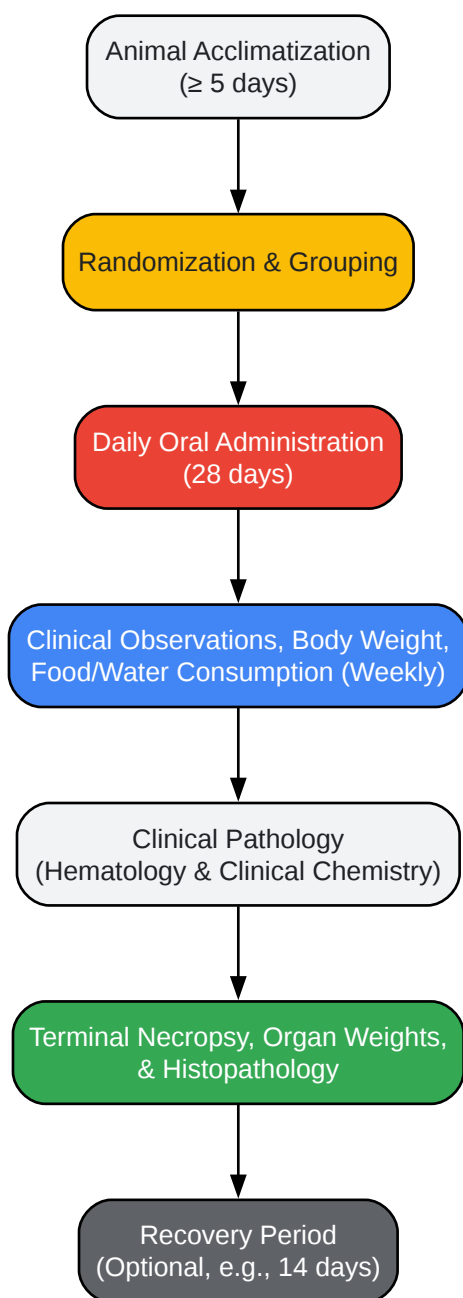 Animal Acclimatization
(≥ 5 days)
Randomization & Grouping
Daily Oral Administration
(28 days)
Clinical Observations, Body Weight,
Food/Water Consumption (Weekly)
Clinical Pathology
(Hematology & Clinical Chemistry)
Terminal Necropsy, Organ Weights,
& Histopathology
Recovery Period
(Optional, e.g., 14 days)